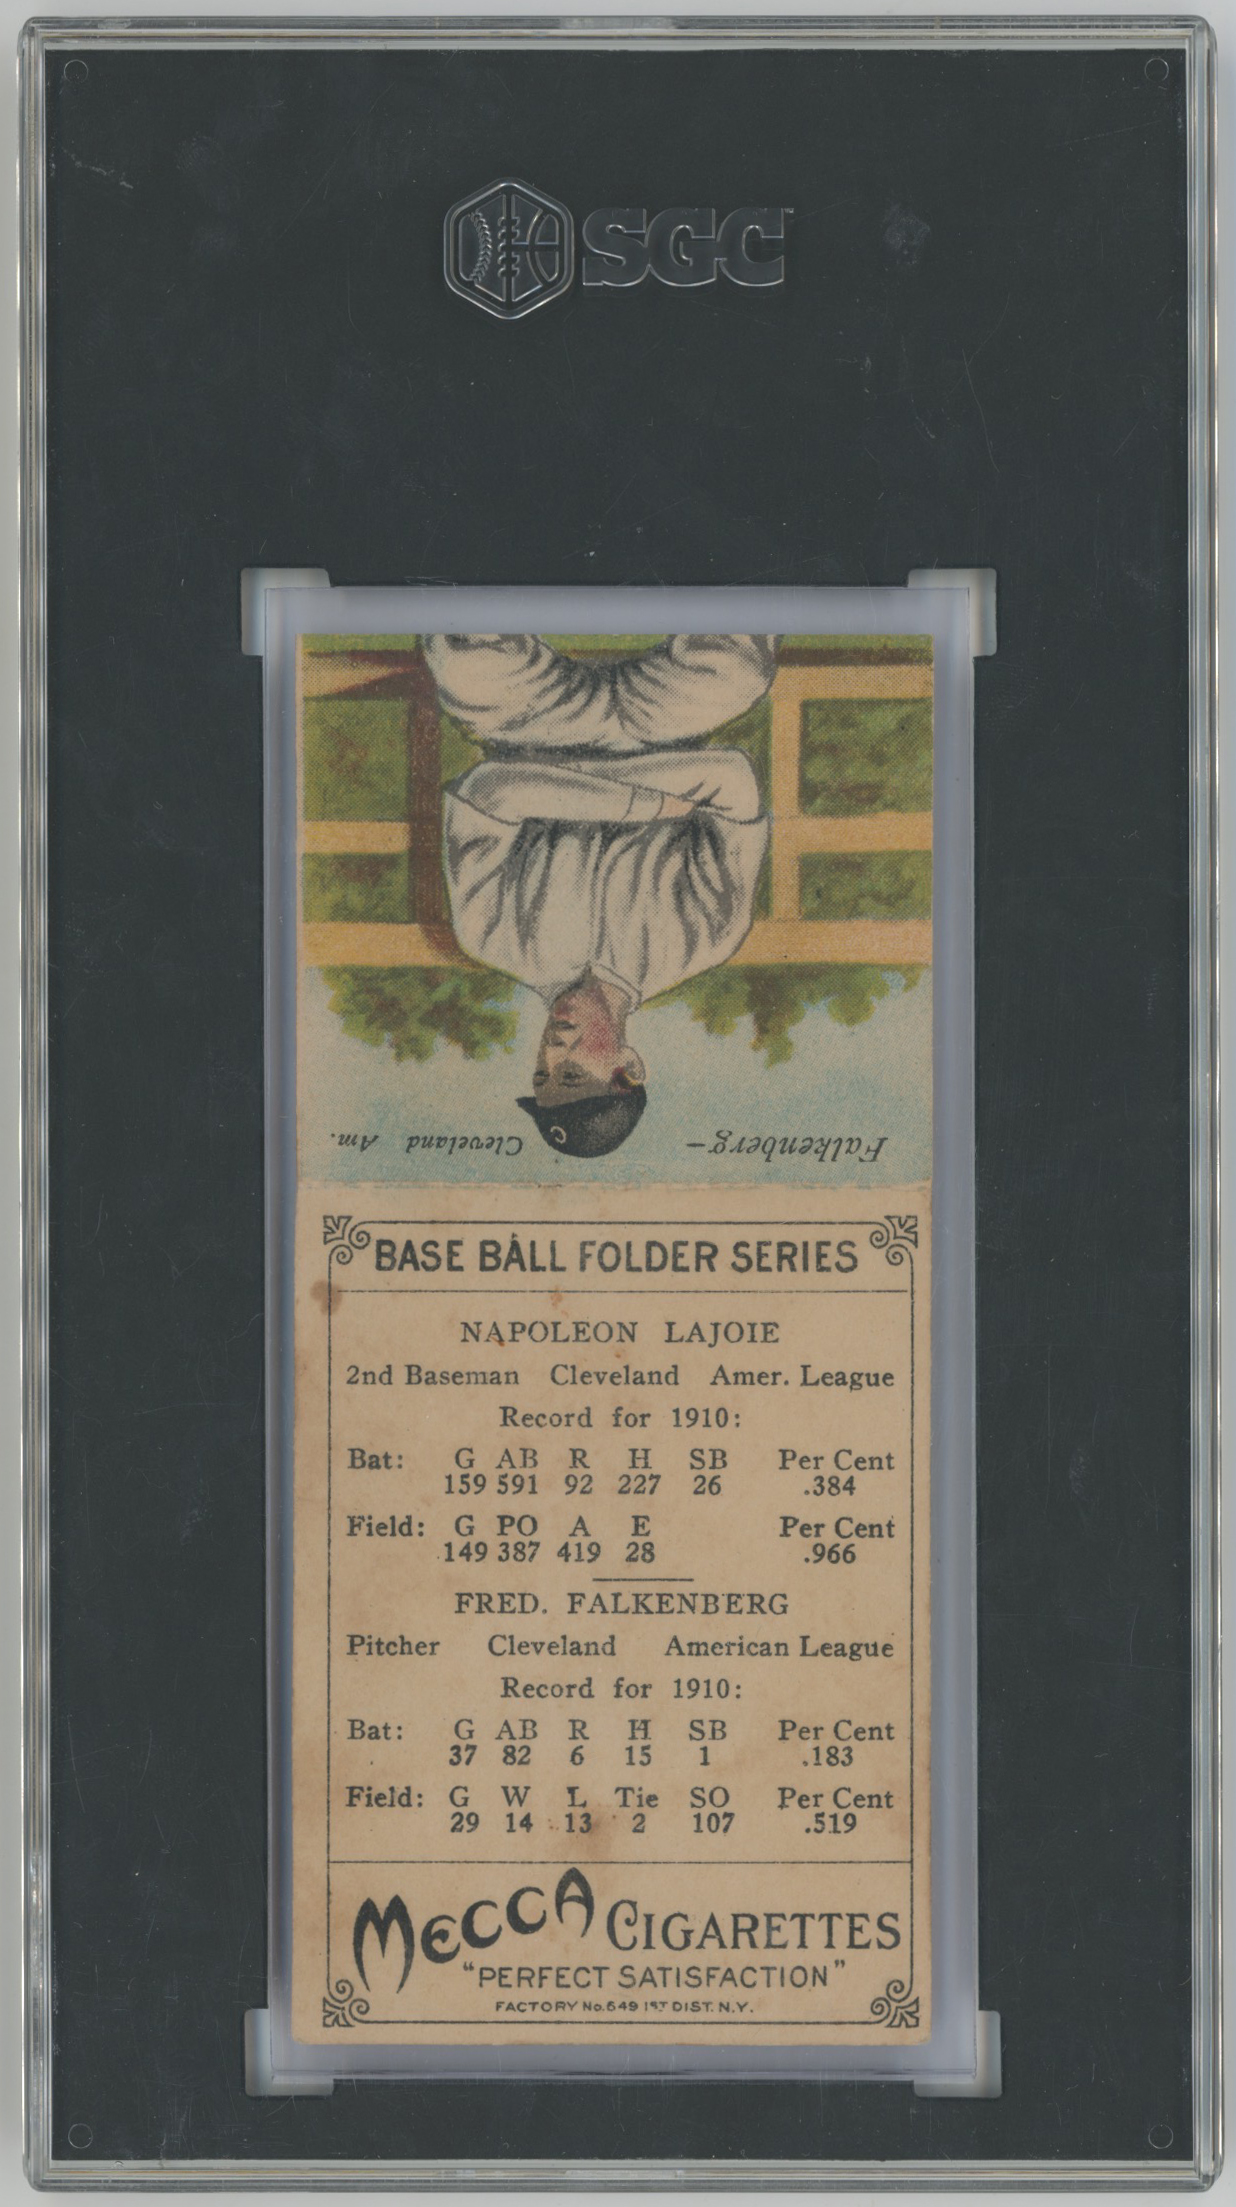 SGC
Falkenberg— Cleveland Am.
BASE BALL FOLDER SERIES
NAPOLEON LAJOIE
2nd Baseman Cleveland Amer. League
Record for 1910:
Bat: G AB R H SB Per Cent
159 591 92 227 26 .384
Field: G PO A E Per Cent
149 387 419 28 .966
FRED. FALKENBERG
Pitcher Cleveland American League
Record for 1910:
Bat: G AB R H SB Per Cent
37 82 6 15 1 .183
Field: G W L Tie SO Per Cent
29 14 13 2 107 .519
MECCA CIGARETTES
"PERFECT SATISFACTION"
FACTORY No. 649 1ST DIST. N.Y.